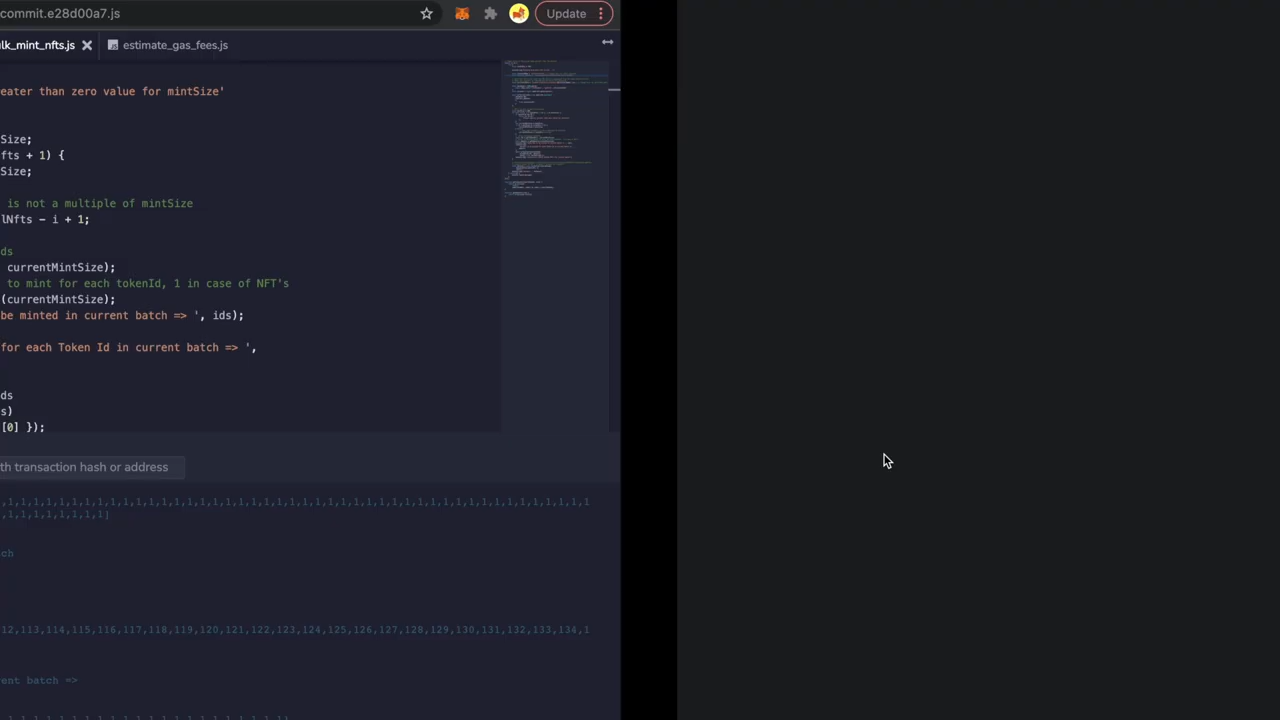 commit.e28d00a7.js
Update
lk_mint_nfts.js
estimate_gas_fees.js
eater than zero value for mintSize'
Size;
fts + 1) {
Size;
is not a multiple of mintSize
lNfts - i + 1;
ds
currentMintSize);
to mint for each tokenId, 1 in case of NFT's
(currentMintSize);
be minted in current batch => ', ids);
for each Token Id in current batch => ',
ds
s)
[0] });
th transaction hash or address
,1,1,1,1,1,1,1,1,1,1,1,1,1,1,1,1,1,1,1,1,1,1,1,1,1,1,1,1,1,1,1,1,1,1,1,1,1,1,1,1,1,1,1,1,1,1
,1,1,1,1,1,1,1,1|
ch
12,113,114,115,116,117,118,119,120,121,122,123,124,125,126,127,128,129,130,131,132,133,134,1
ent batch =>